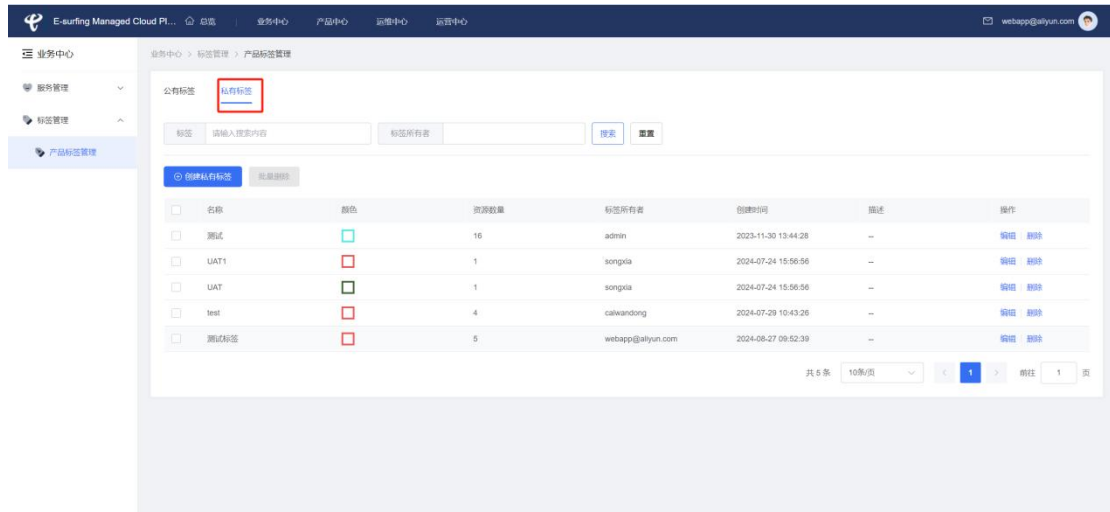 E-surfing Managed Cloud Pl... 总览 业务中心 产品中心 运维中心 运营中心 webapp@aliyun.com
业务中心 业务中心 > 标签管理 > 产品标签管理
服务管理 公有标签 私有标签
标签管理
标签 请输入搜索内容 标签所有者 搜索 重置
产品标签管理
创建私有标签 批量删除
名称 颜色 资源数量 标签所有者 创建时间 描述 操作
测试 16 admin 2023-11-30 13:44:28 -- 编辑 删除
UAT1 1 songxia 2024-07-24 15:56:56 -- 编辑 删除
UAT 1 songxia 2024-07-24 15:56:56 -- 编辑 删除
test 4 caiwandong 2024-07-29 10:43:26 -- 编辑 删除
测试标签 5 webapp@aliyun.com 2024-08-27 09:52:39 -- 编辑 删除
共 5 条 10条/页 < 1 > 前往 1 页